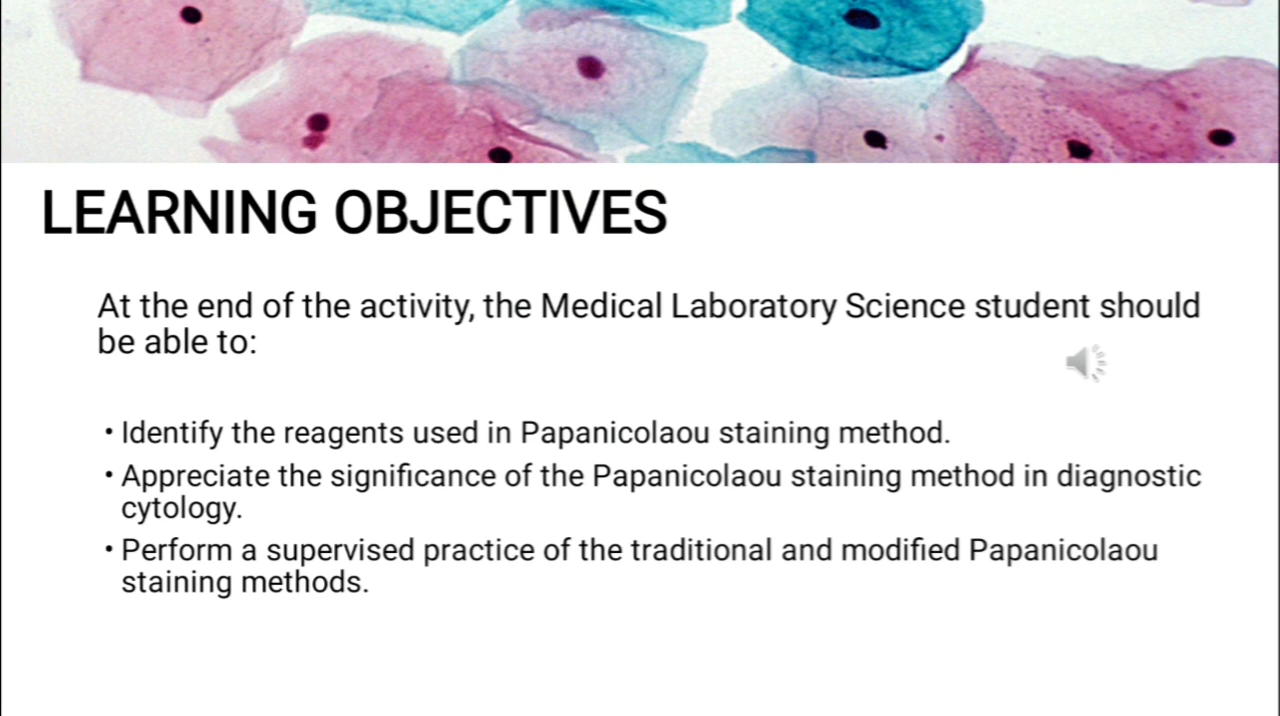 LEARNING OBJECTIVES
At the end of the activity, the Medical Laboratory Science student should
be able to:
• Identify the reagents used in Papanicolaou staining method.
• Appreciate the significance of the Papanicolaou staining method in diagnostic
cytology.
• Perform a supervised practice of the traditional and modified Papanicolaou
staining methods.